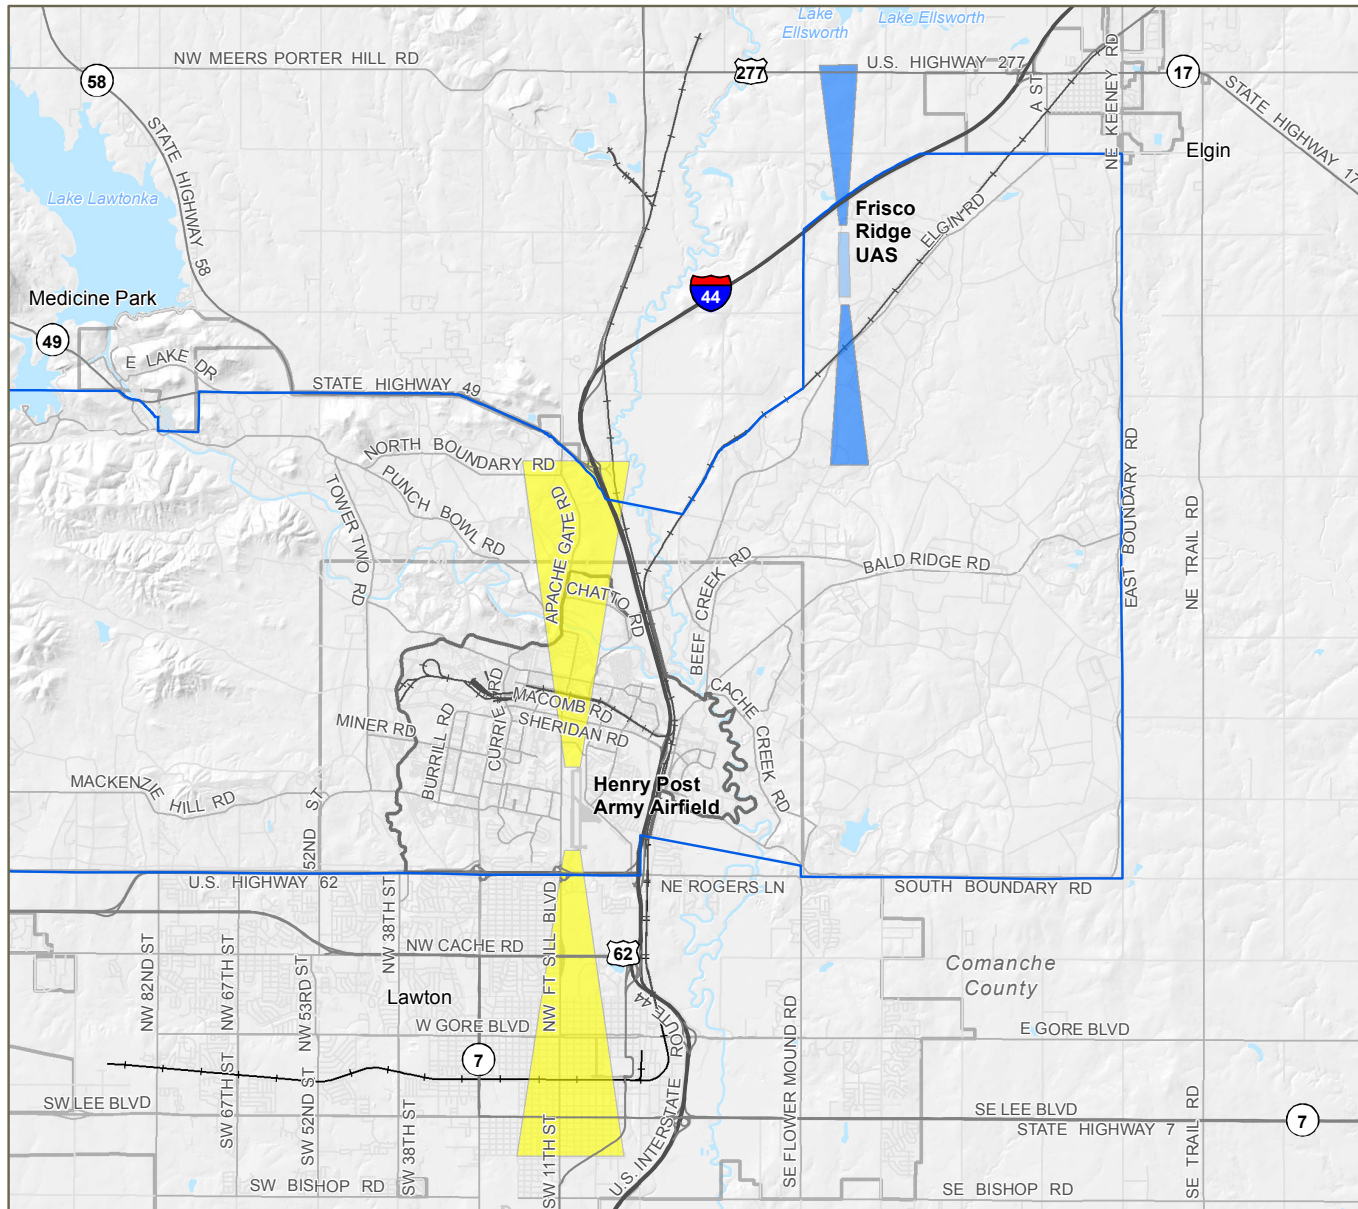 Lake
Ellsworth
Lake Ellsworth
NW MEERS PORTER HILL RD
277
U.S. HIGHWAY 277
58
17
A ST
NE KEENEY RD
STATE HIGHWAY 17
STATE HIGHWAY 58
Elgin
Lake Lawtonka
Frisco
Ridge
UAS
ELGIN RD
Medicine Park
44
49
E LAKE DR
STATE HIGHWAY 49
NORTH BOUNDARY RD
PUNCH BOWL RD
TOWER TWO RD
APACHE GATE RD
CHATTO RD
BEEF CREEK RD
BALD RIDGE RD
EAST BOUNDARY RD
NE TRAIL RD
CACHE CREEK RD
MACOMB RD
SHERIDAN RD
CURRIE RD
BURRILL RD
MINER RD
MACKENZIE HILL RD
Henry Post
Army Airfield
52ND ST
U.S. HIGHWAY 62
NE ROGERS LN
SOUTH BOUNDARY RD
NW 38TH ST
NW FT SILL BLVD
NW CACHE RD
62
Comanche
County
NW 82ND ST
NW 67TH ST
NW 53RD ST
Lawton
W GORE BLVD
E GORE BLVD
7
U.S. INTERSTATE ROUTE 44
SE FLOWER MOUND RD
SW LEE BLVD
SW 67TH ST
SW 52ND ST
SW 38TH ST
SW 11TH ST
SE LEE BLVD
STATE HIGHWAY 7
7
SE TRAIL RD
SW BISHOP RD
SE BISHOP RD